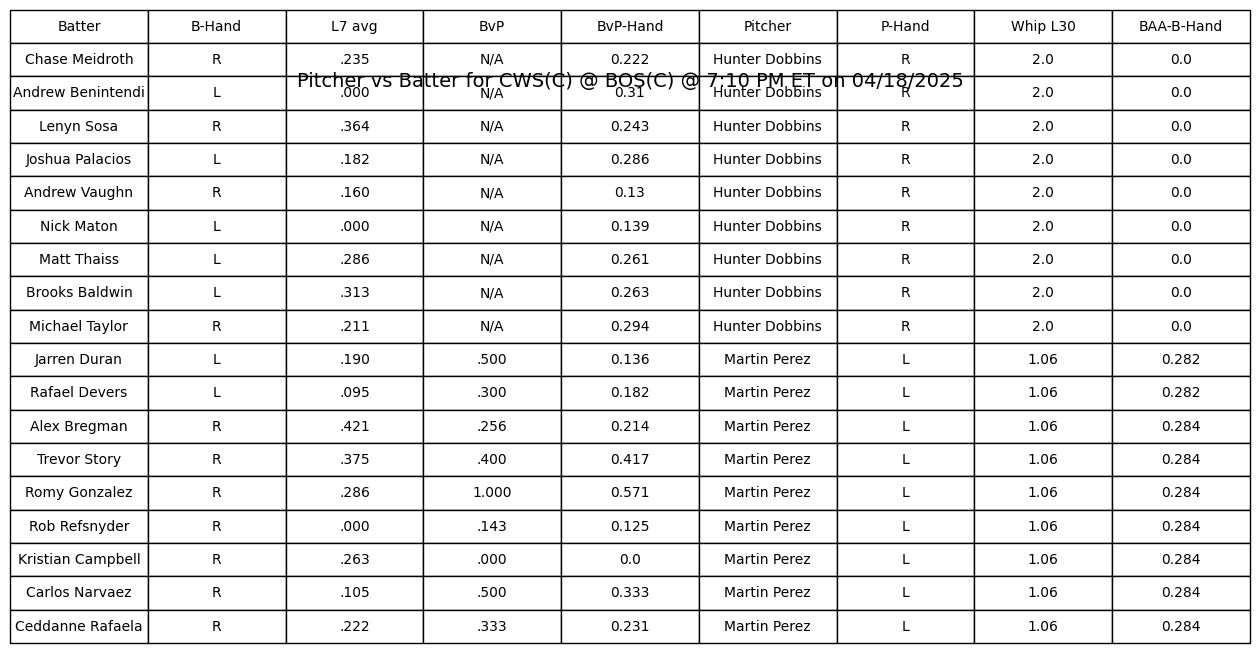 Batter B-Hand L7 avg BvP BvP-Hand Pitcher P-Hand Whip L30 BAA-B-Hand
Chase Meidroth R .235 N/A 0.222 Hunter Dobbins R 2.0 0.0
Pitcher vs Batter for CWS(C) @ BOS(C) @ 7:10 PM ET on 04/18/2025
Andrew Benintendi L .000 N/A 0.31 Hunter Dobbins R 2.0 0.0
Lenyn Sosa R .364 N/A 0.243 Hunter Dobbins R 2.0 0.0
Joshua Palacios L .182 N/A 0.286 Hunter Dobbins R 2.0 0.0
Andrew Vaughn R .160 N/A 0.13 Hunter Dobbins R 2.0 0.0
Nick Maton L .000 N/A 0.139 Hunter Dobbins R 2.0 0.0
Matt Thaiss L .286 N/A 0.261 Hunter Dobbins R 2.0 0.0
Brooks Baldwin L .313 N/A 0.263 Hunter Dobbins R 2.0 0.0
Michael Taylor R .211 N/A 0.294 Hunter Dobbins R 2.0 0.0
Jarren Duran L .190 .500 0.136 Martin Perez L 1.06 0.282
Rafael Devers L .095 .300 0.182 Martin Perez L 1.06 0.282
Alex Bregman R .421 .256 0.214 Martin Perez L 1.06 0.284
Trevor Story R .375 .400 0.417 Martin Perez L 1.06 0.284
Romy Gonzalez R .286 1.000 0.571 Martin Perez L 1.06 0.284
Rob Refsnyder R .000 .143 0.125 Martin Perez L 1.06 0.284
Kristian Campbell R .263 .000 0.0 Martin Perez L 1.06 0.284
Carlos Narvaez R .105 .500 0.333 Martin Perez L 1.06 0.284
Ceddanne Rafaela R .222 .333 0.231 Martin Perez L 1.06 0.284